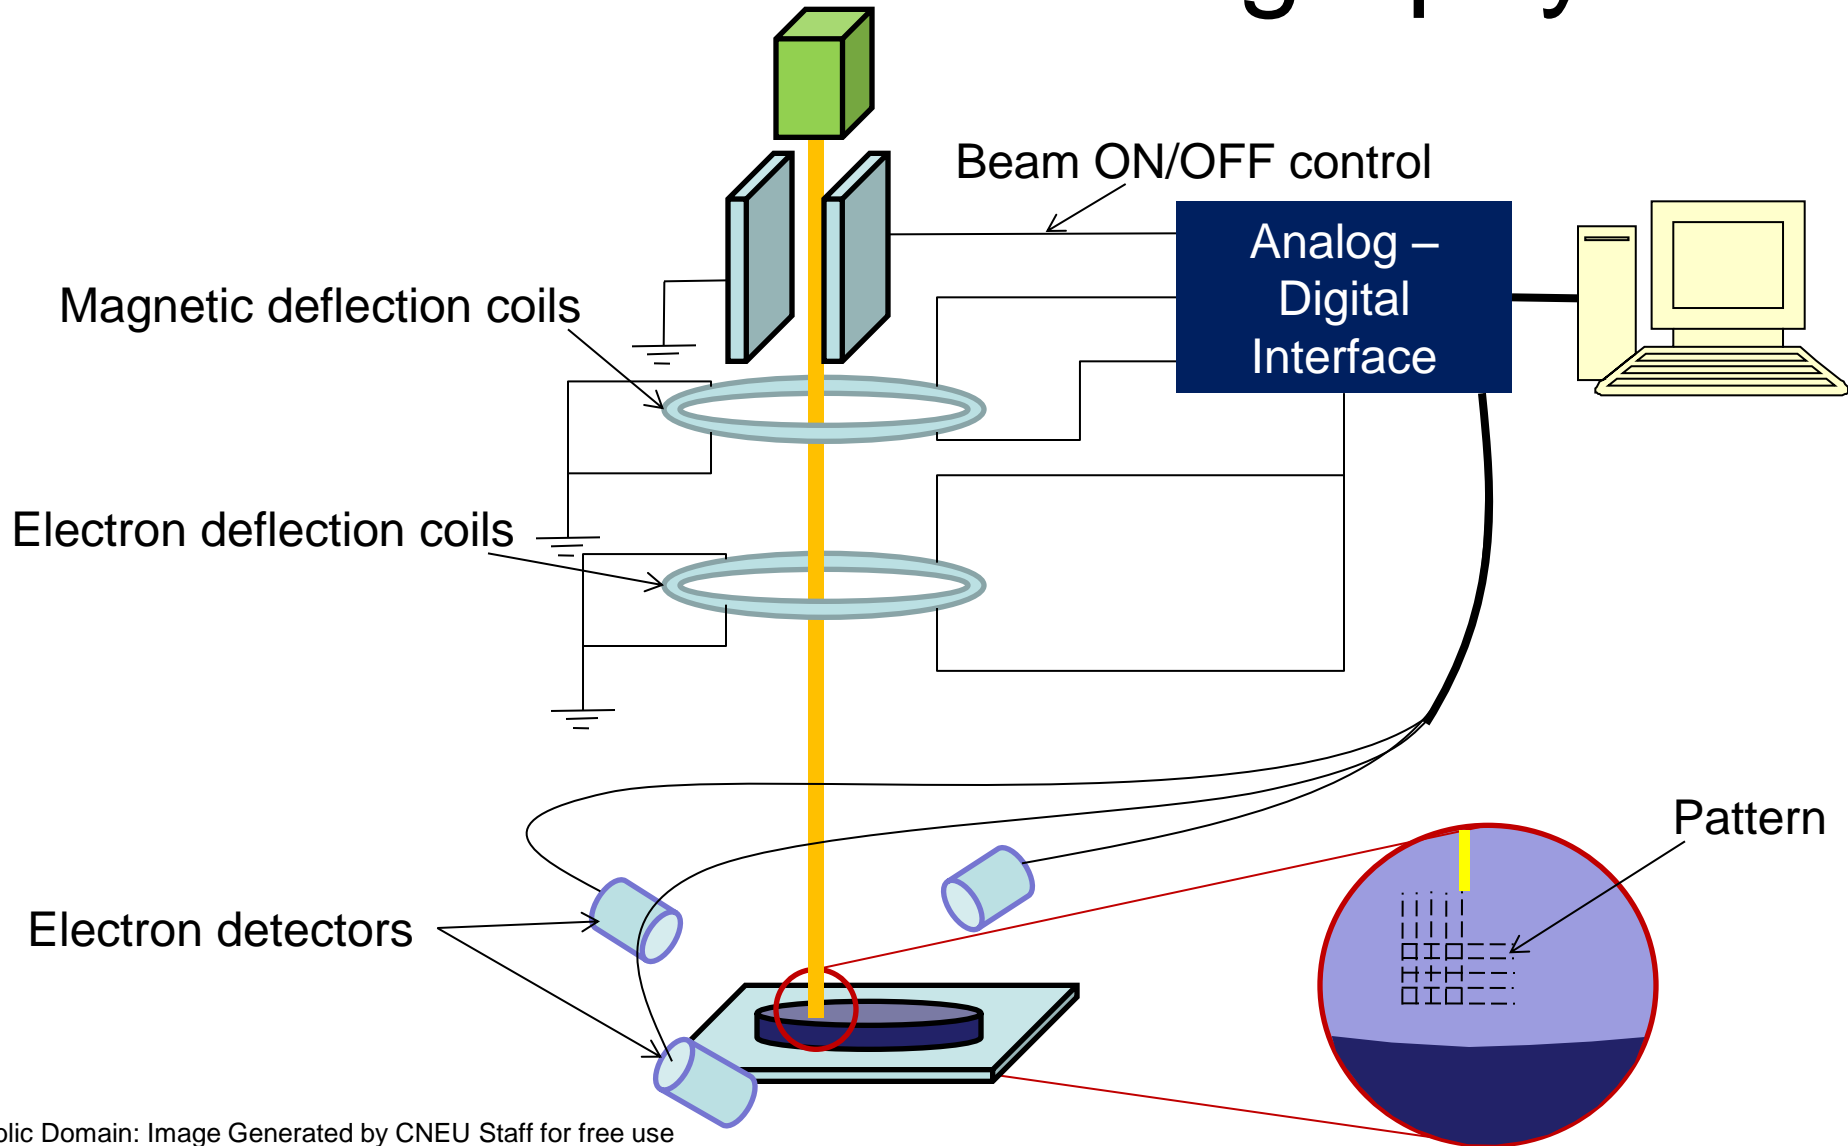 Beam ON/OFF control
Analog –
Digital
Interface
Magnetic deflection coils
Electron deflection coils
Pattern
Electron detectors
Domain: Image Generated by CNEU Staff for free use